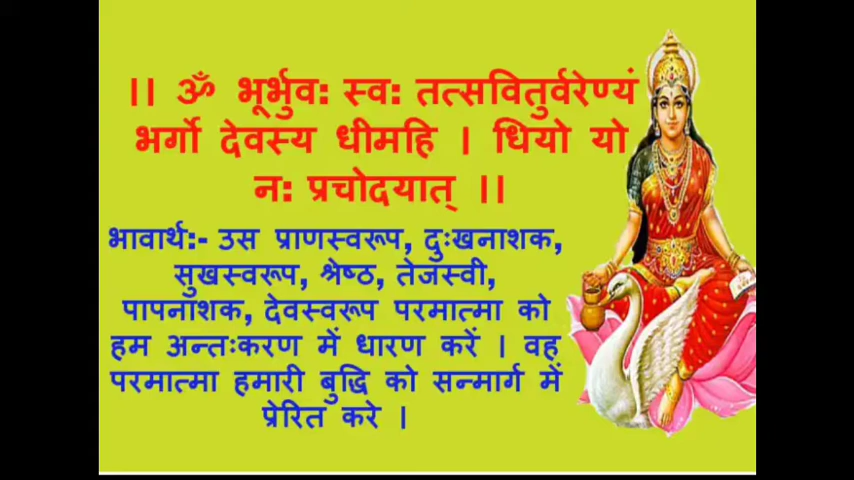 ।। ॐ भूर्भुव: स्व: तत्सवितुर्वरेण्यं
भर्गो देवस्य धीमहि । धियो यो
न: प्रचोदयात् ।।
भावार्थ:- उस प्राणस्वरूप, दुःखनाशक,
सुखस्वरूप, श्रेष्ठ, तेजस्वी,
पापनाशक, देवस्वरूप परमात्मा को
हम अन्तःकरण में धारण करें । वह
परमात्मा हमारी बुद्धि को सन्मार्ग में
प्रेरित करे ।